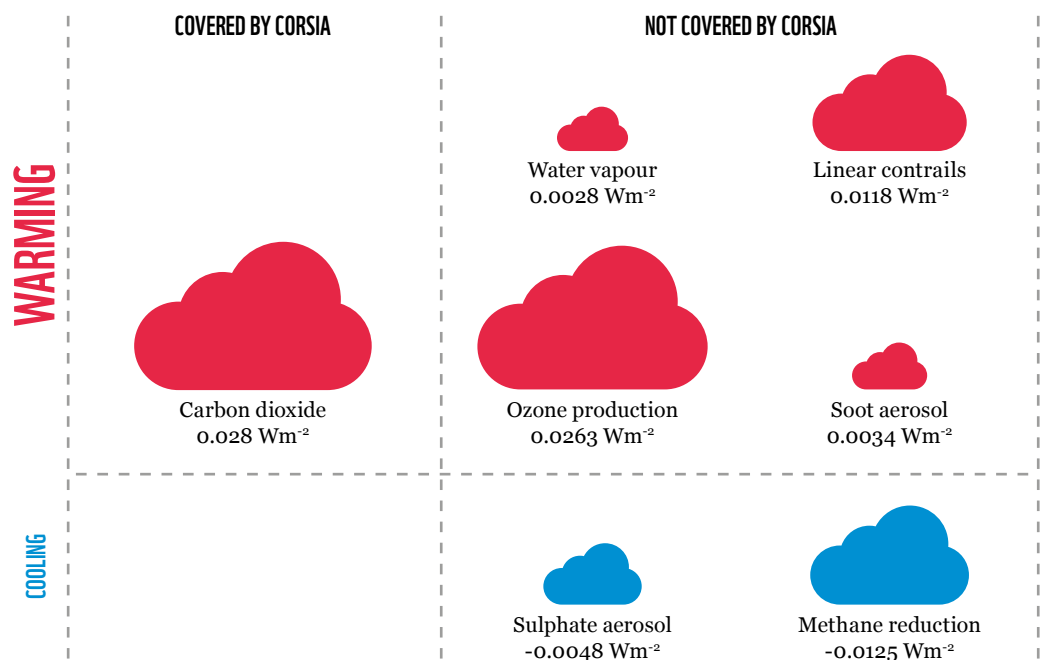 COVERED BY CORSIA
NOT COVERED BY CORSIA
WARMING
Water vapour
0.0028 Wm⁻²
Linear contrails
0.0118 Wm⁻²
Carbon dioxide
0.028 Wm⁻²
Ozone production
0.0263 Wm⁻²
Soot aerosol
0.0034 Wm⁻²
COOLING
Sulphate aerosol
-0.0048 Wm⁻²
Methane reduction
-0.0125 Wm⁻²